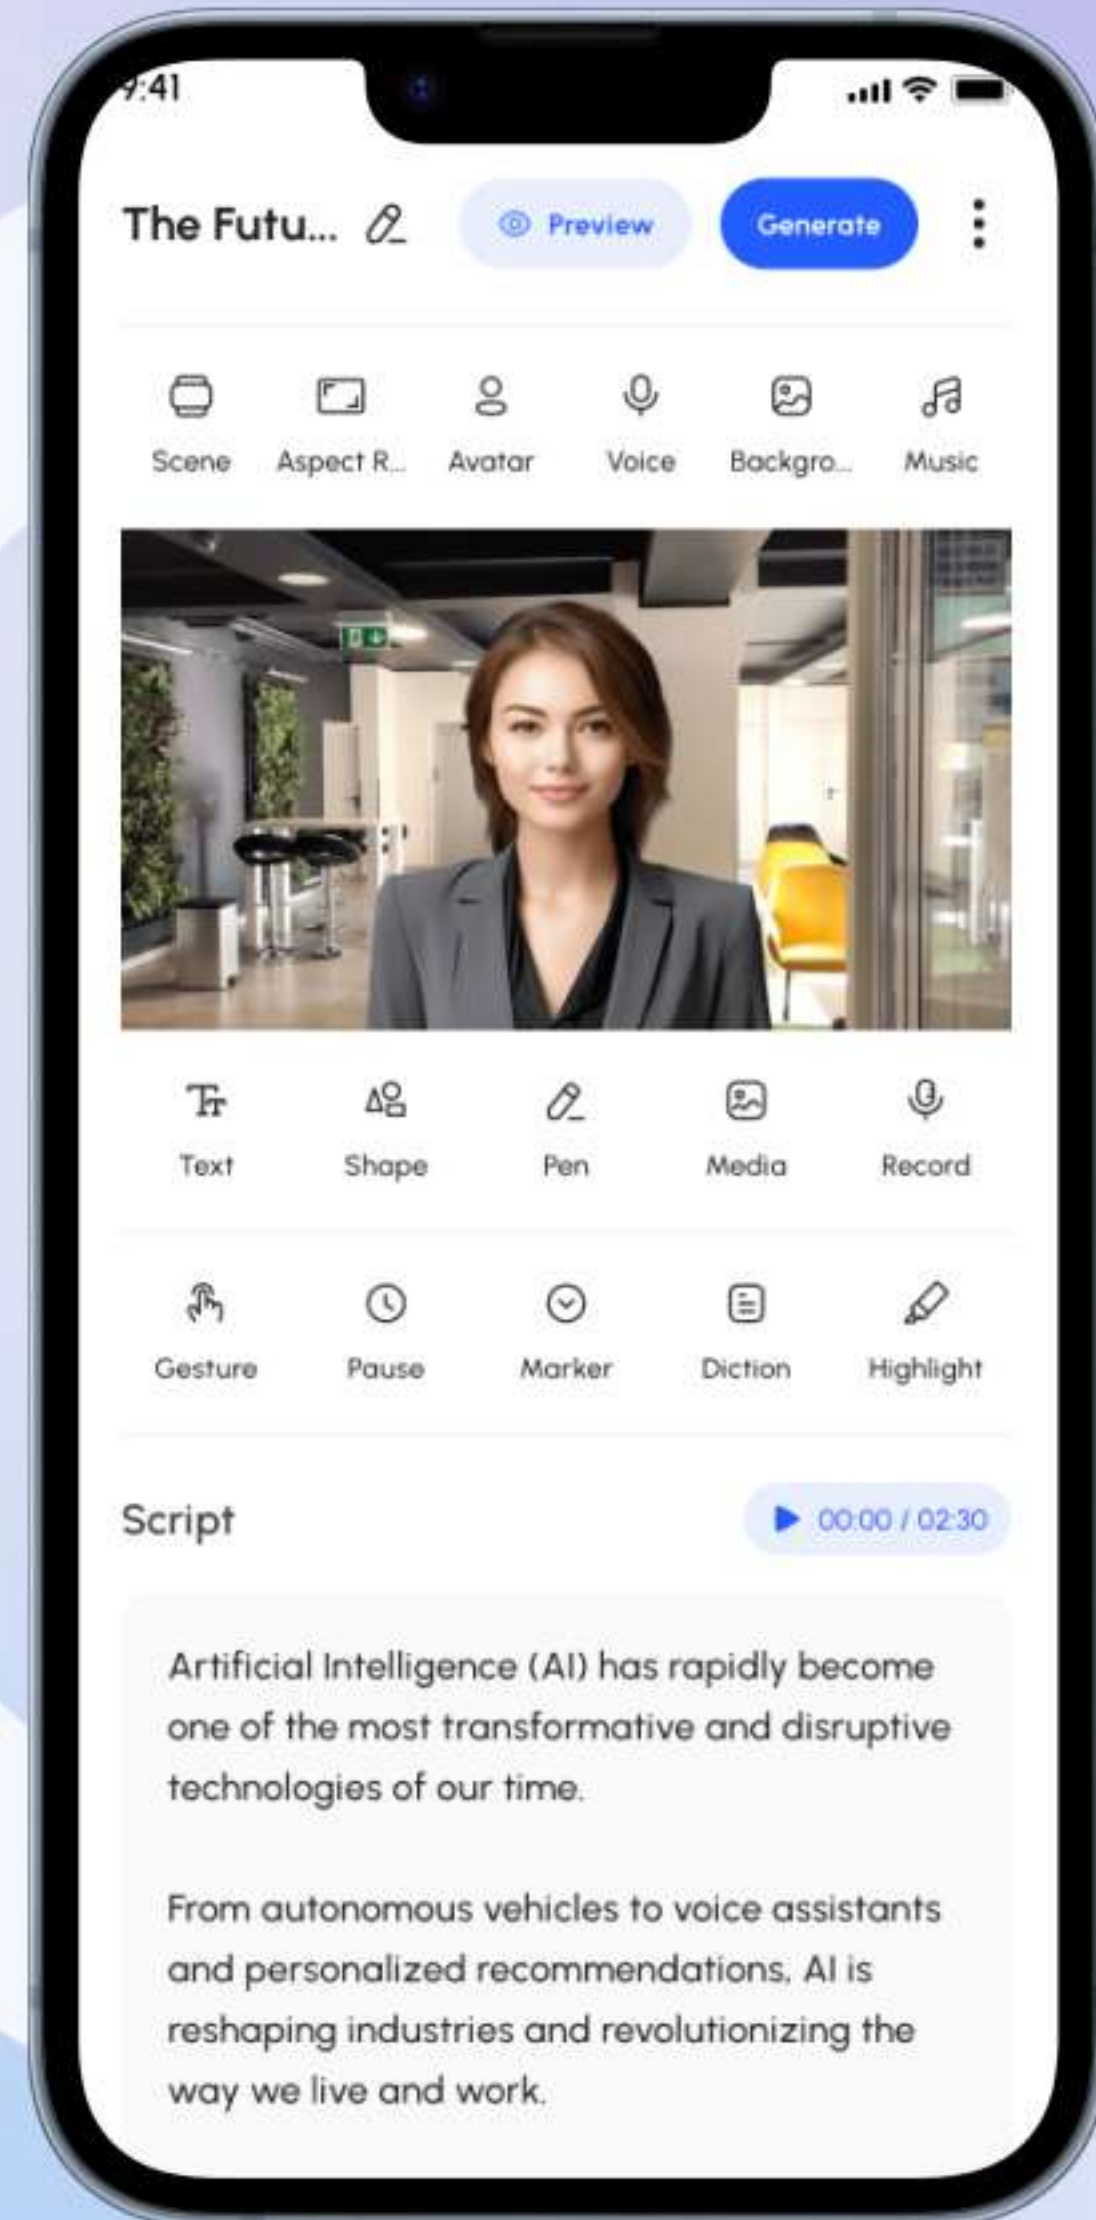 9:41
The Futu...
Preview
Generate
Scene
Aspect R...
Avatar
Voice
Backgro...
Music
Text
Shape
Pen
Media
Record
Gesture
Pause
Marker
Diction
Highlight
Script
00:00 / 02:30
Artificial Intelligence (AI) has rapidly become
one of the most transformative and disruptive
technologies of our time.
From autonomous vehicles to voice assistants
and personalized recommendations, AI is
reshaping industries and revolutionizing the
way we live and work.